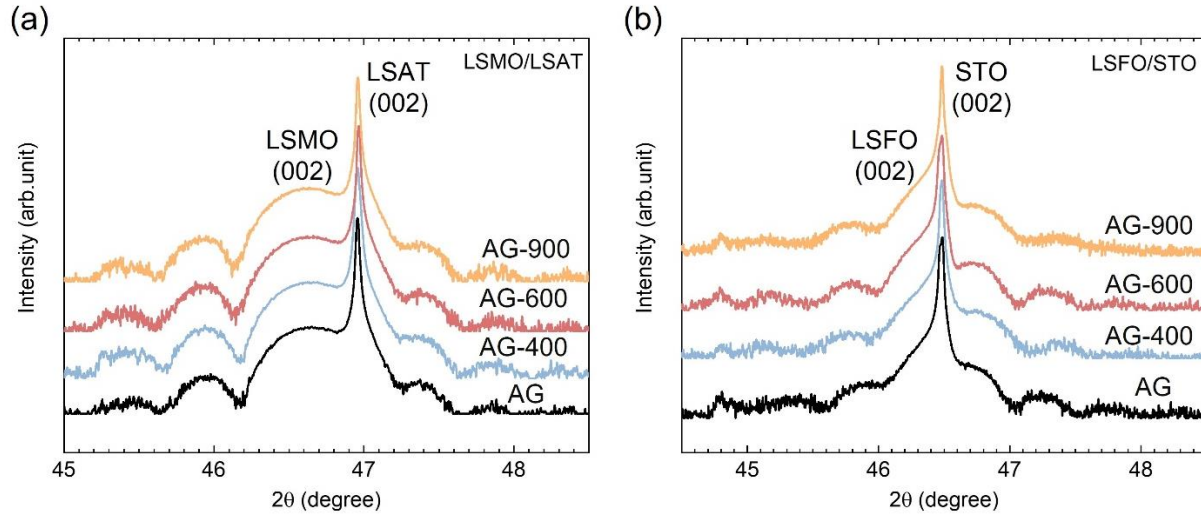 (a)
LSMO/LSAT
LSAT
(002)
LSMO
(002)
AG-900
AG-600
AG-400
AG
Intensity (arb.unit)
45 46 47 48
2θ (degree)
(b)
LSFO/STO
STO
(002)
LSFO
(002)
AG-900
AG-600
AG-400
AG
Intensity (arb.unit)
45 46 47 48
2θ (degree)